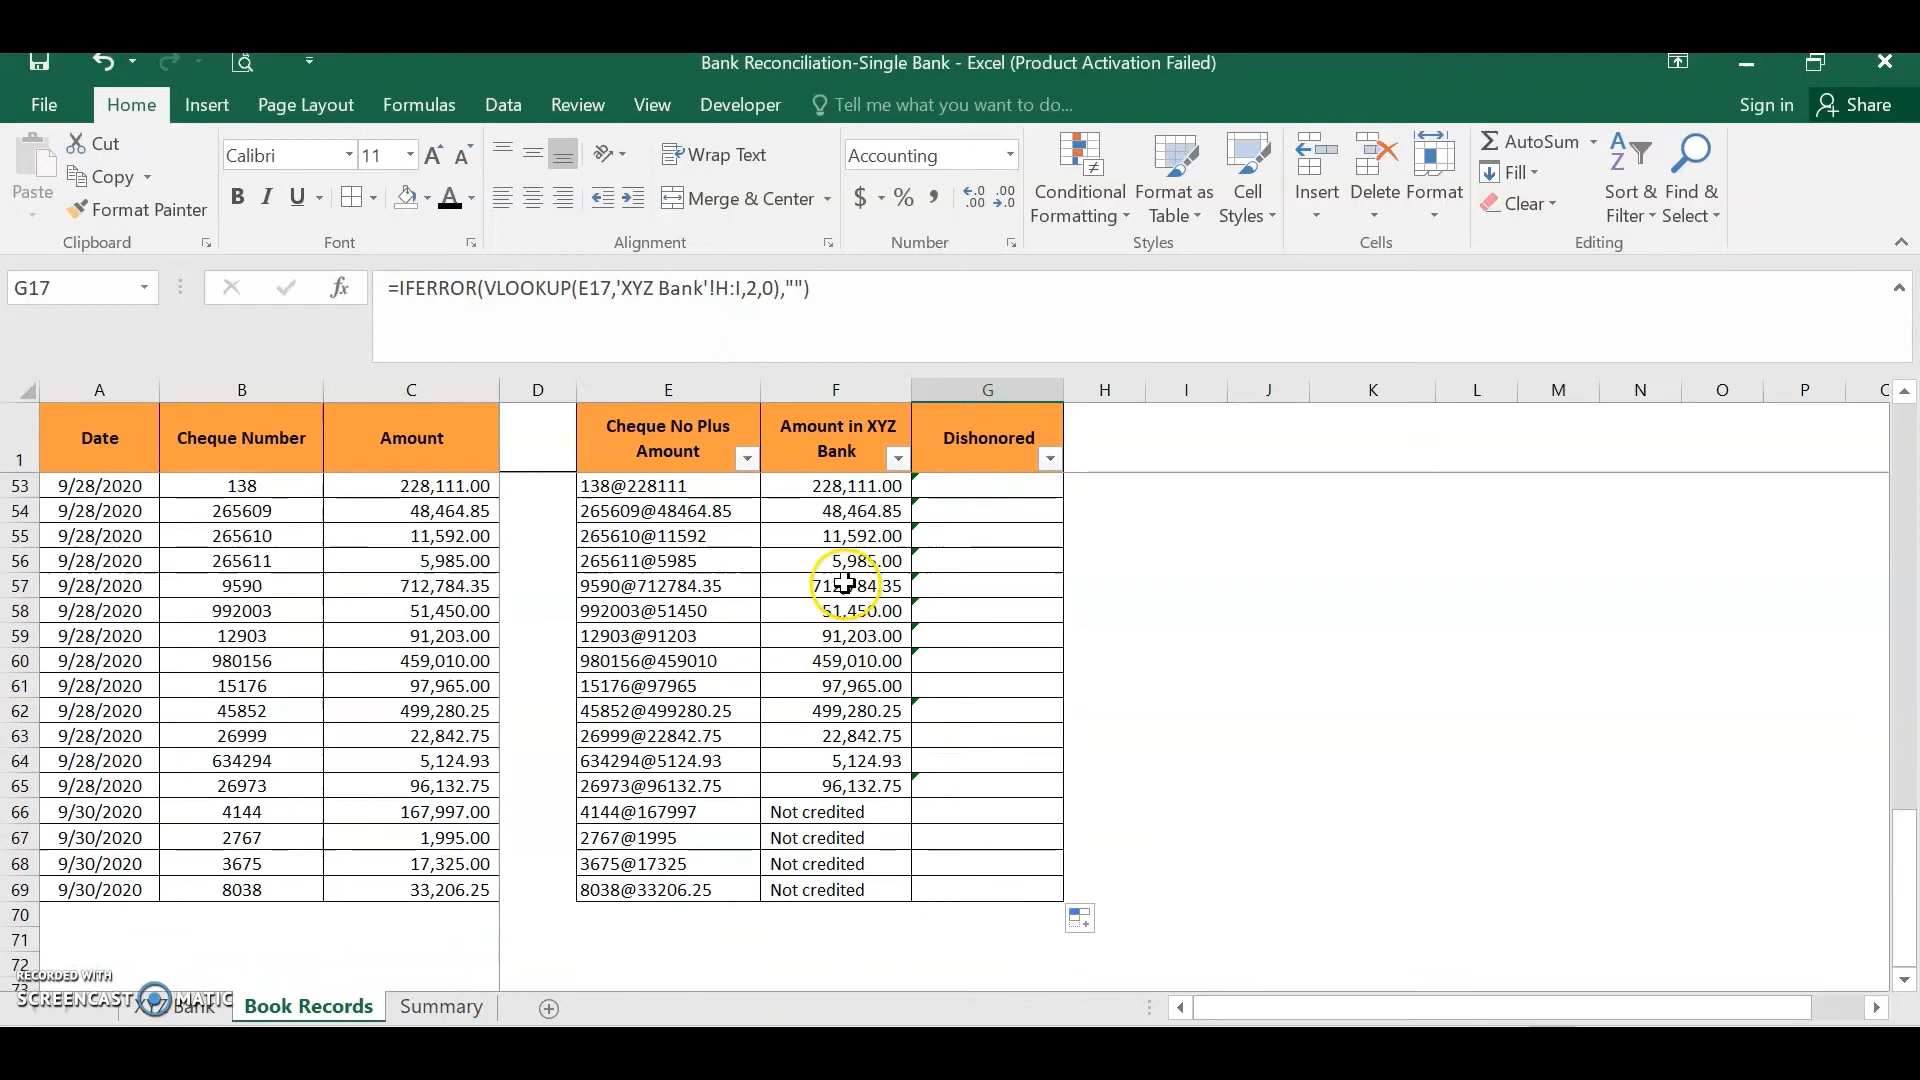 Bank Reconciliation-Single Bank - Excel (Product Activation Failed)
File Home Insert Page Layout Formulas Data Review View Developer Tell me what you want to do... Sign in Share
Paste
Cut
Copy
Format Painter
Clipboard
Calibri 11
B I U
Font
Wrap Text
Merge & Center
Alignment
Accounting
$ % ,
Number
Conditional Formatting
Format as Table
Cell Styles
Styles
Insert Delete Format
Cells
AutoSum
Fill
Clear
Sort & Filter
Find & Select
Editing
G17 fx =IFERROR(VLOOKUP(E17,'XYZ Bank'!H:I,2,0),"")
A B C D E F G H I J K L M N O P
1 Date Cheque Number Amount Cheque No Plus Amount Amount in XYZ Bank Dishonored
53 9/28/2020 138 228,111.00 138@228111 228,111.00
54 9/28/2020 265609 48,464.85 265609@48464.85 48,464.85
55 9/28/2020 265610 11,592.00 265610@11592 11,592.00
56 9/28/2020 265611 5,985.00 265611@5985 5,985.00
57 9/28/2020 9590 712,784.35 9590@712784.35 712,784.35
58 9/28/2020 992003 51,450.00 992003@51450 51,450.00
59 9/28/2020 12903 91,203.00 12903@91203 91,203.00
60 9/28/2020 980156 459,010.00 980156@459010 459,010.00
61 9/28/2020 15176 97,965.00 15176@97965 97,965.00
62 9/28/2020 45852 499,280.25 45852@499280.25 499,280.25
63 9/28/2020 26999 22,842.75 26999@22842.75 22,842.75
64 9/28/2020 634294 5,124.93 634294@5124.93 5,124.93
65 9/28/2020 26973 96,132.75 26973@96132.75 96,132.75
66 9/30/2020 4144 167,997.00 4144@167997 Not credited
67 9/30/2020 2767 1,995.00 2767@1995 Not credited
68 9/30/2020 3675 17,325.00 3675@17325 Not credited
69 9/30/2020 8038 33,206.25 8038@33206.25 Not credited
70
71
72
73
RECORDED WITH
SCREENCAST MATIC
XYZ Bank Book Records Summary